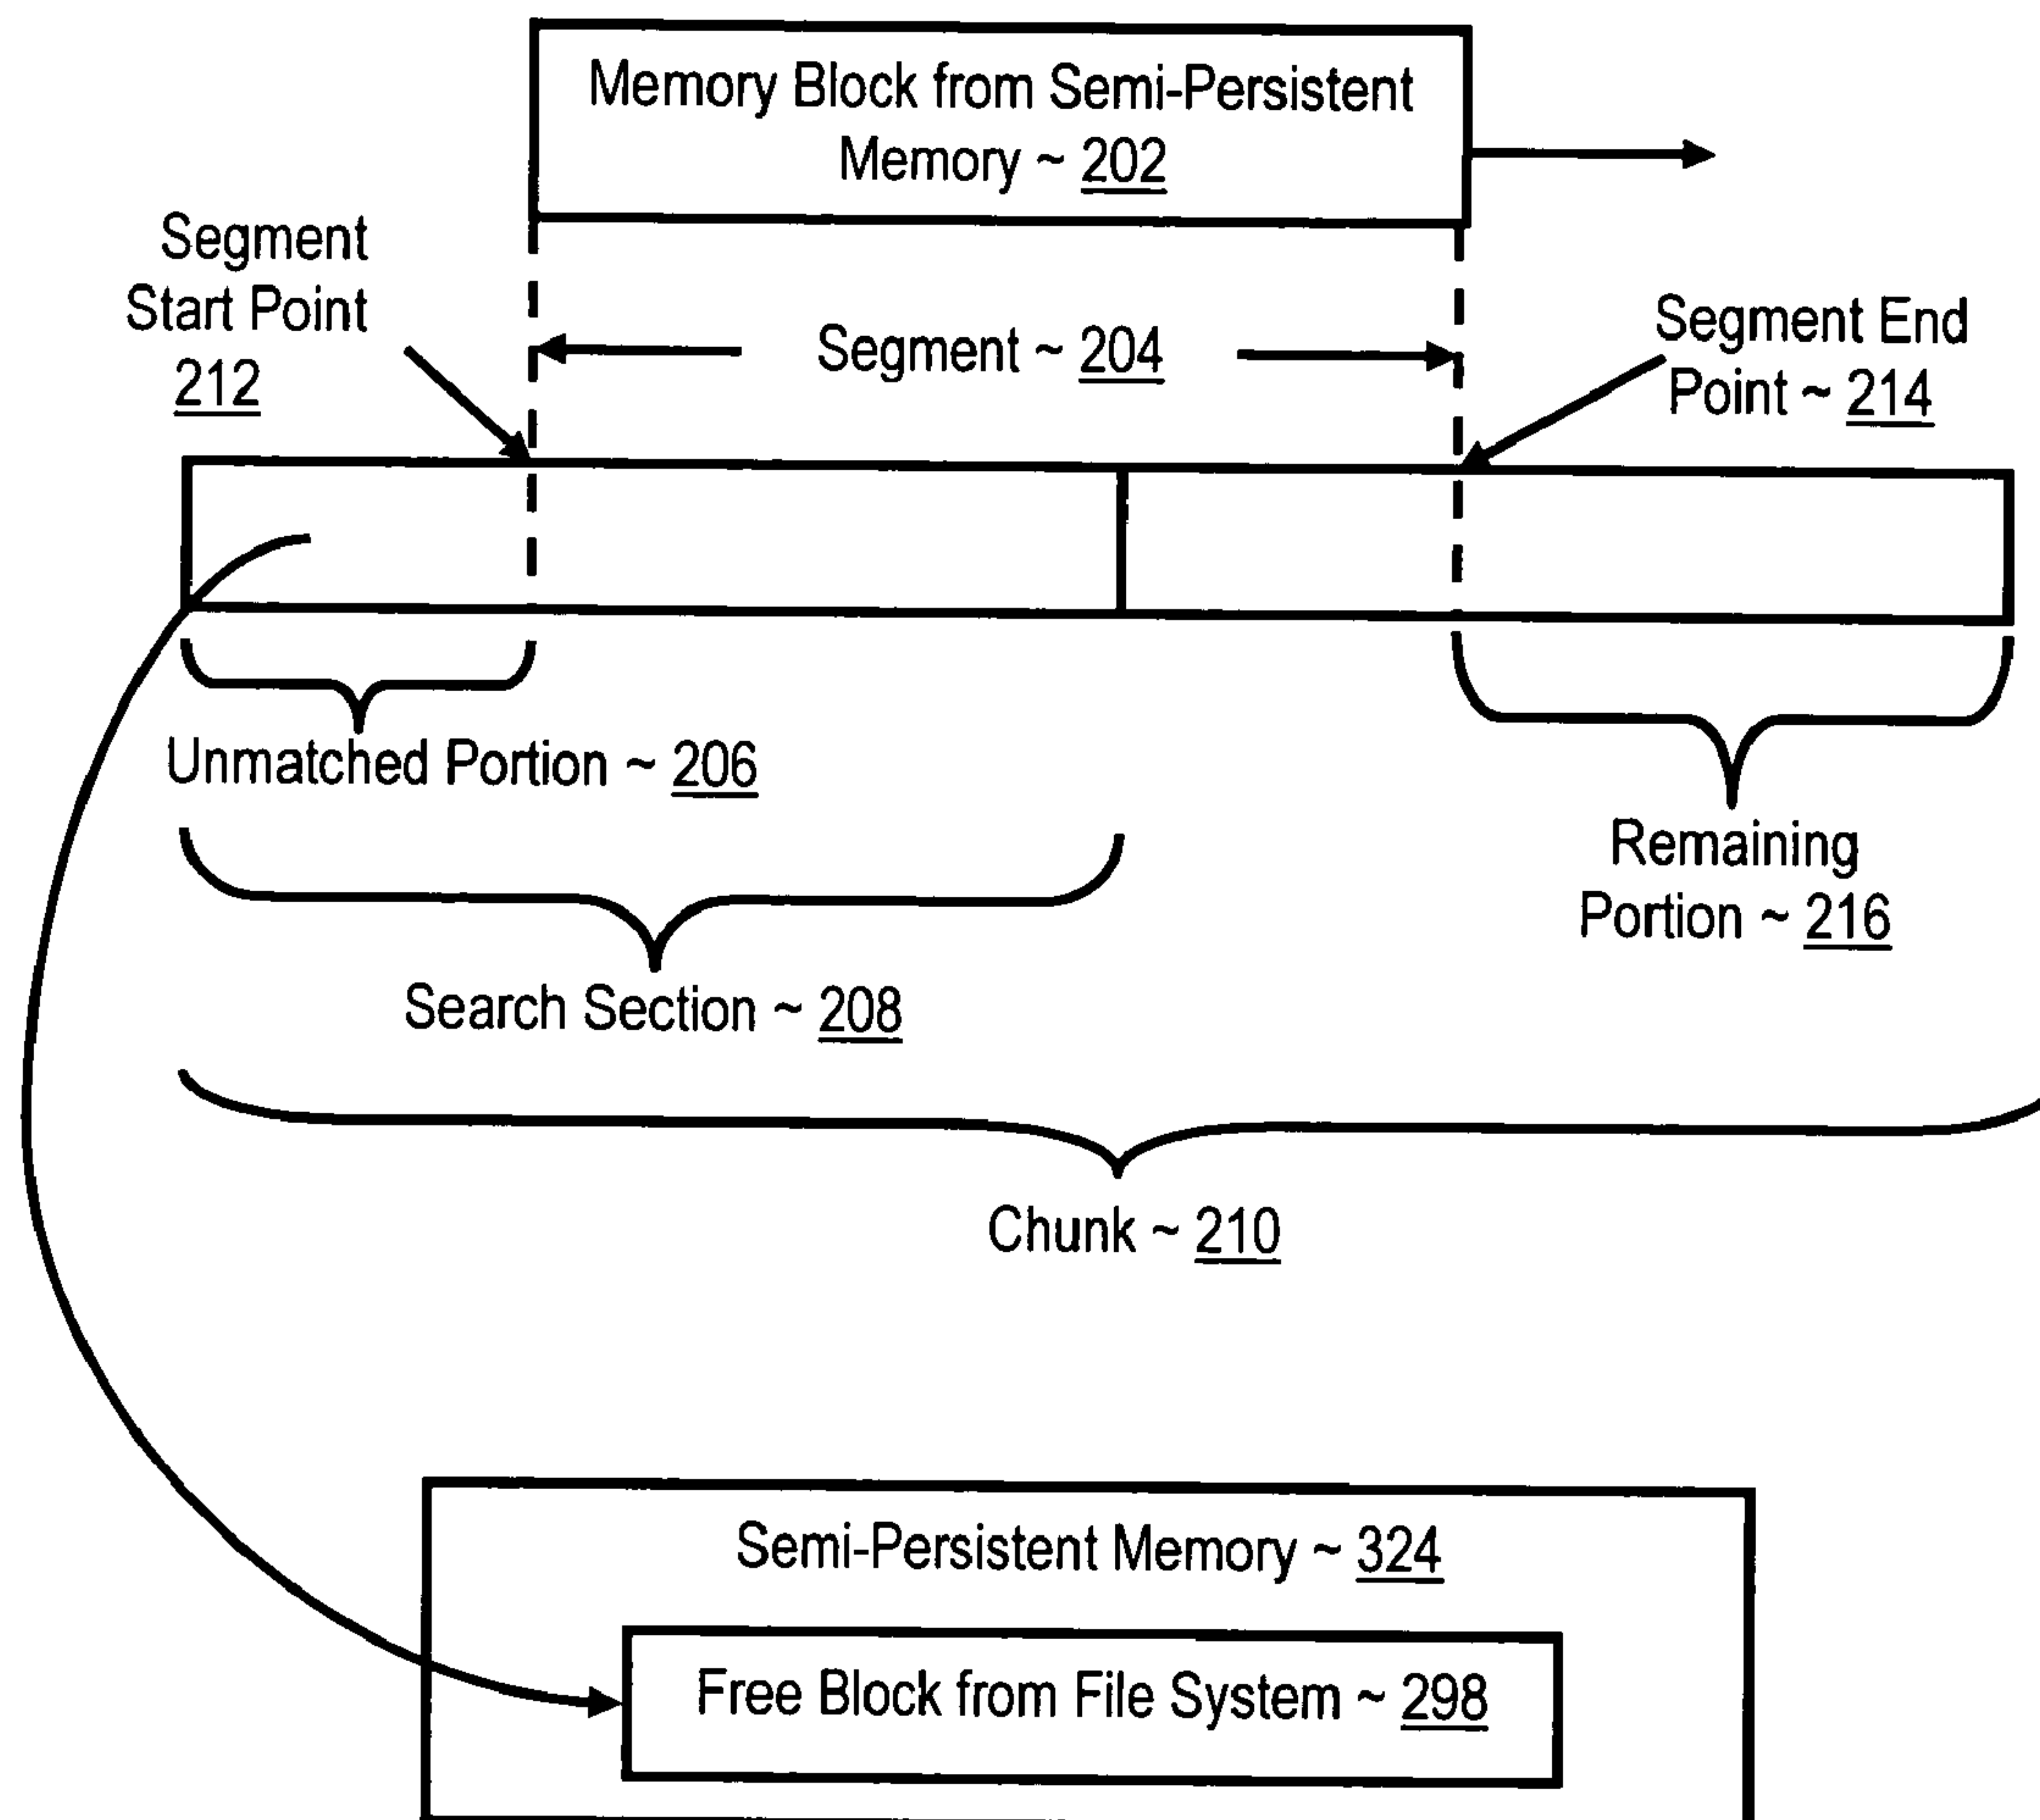 Memory Block from Semi-Persistent
Memory ~ 202
Segment
Start Point
212
Segment ~ 204
Segment End
Point ~ 214
Unmatched Portion ~ 206
Remaining
Portion ~ 216
Search Section ~ 208
Chunk ~ 210
Semi-Persistent Memory ~ 324
Free Block from File System ~ 298